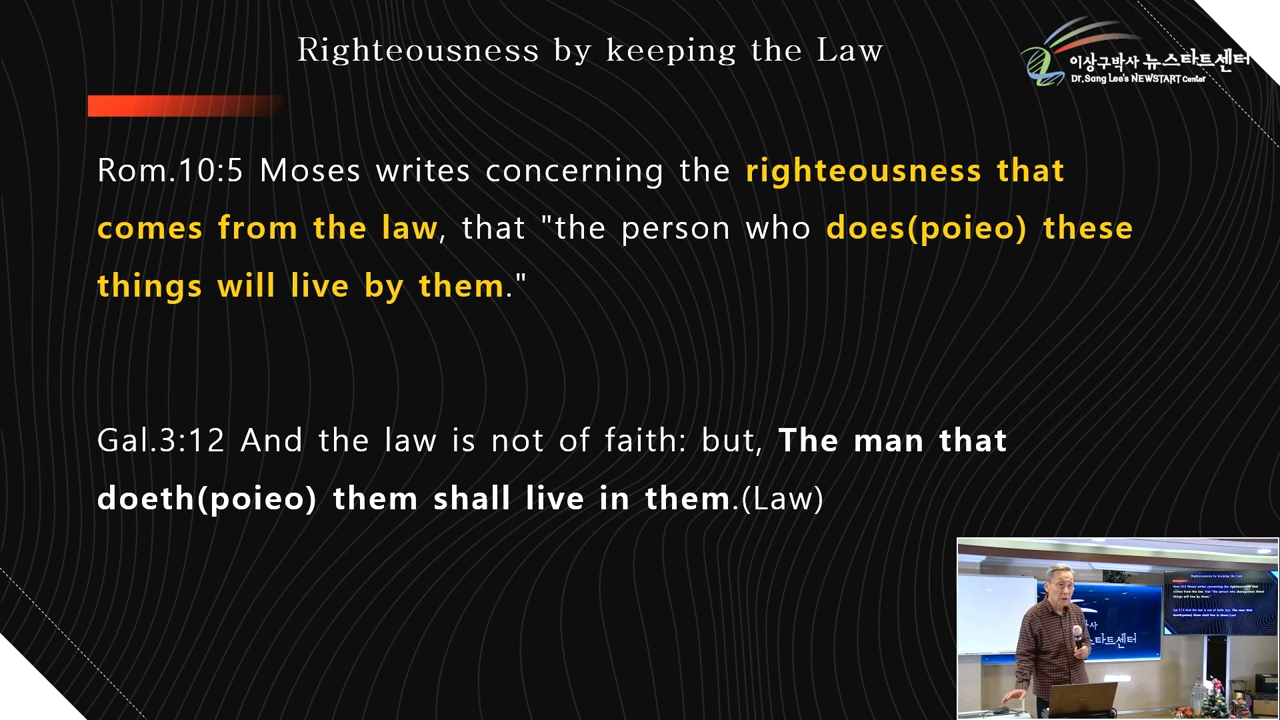 Righteousness by keeping the Law
이상구박사 뉴스타트센터
Dr.Sang Lee's NEWSTART Center
Rom.10:5 Moses writes concerning the righteousness that
comes from the law, that "the person who does(poieo) these
things will live by them."
Gal.3:12 And the law is not of faith: but, The man that
doeth(poieo) them shall live in them.(Law)